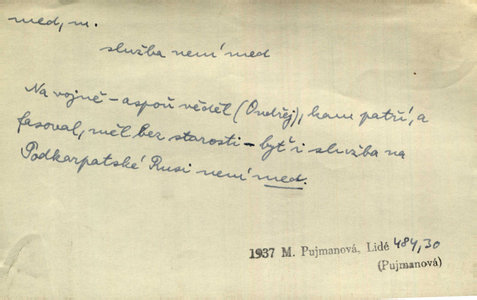 med, m.
služba není med
Na vojně – aspoň věděl (Ondřej), kam patří, a
fasoval, měl bez starosti – byť i služba na
Podkarpatské Rusi není med.
1937 M. Pujmanová, Lidé 484,30
(Pujmanová)